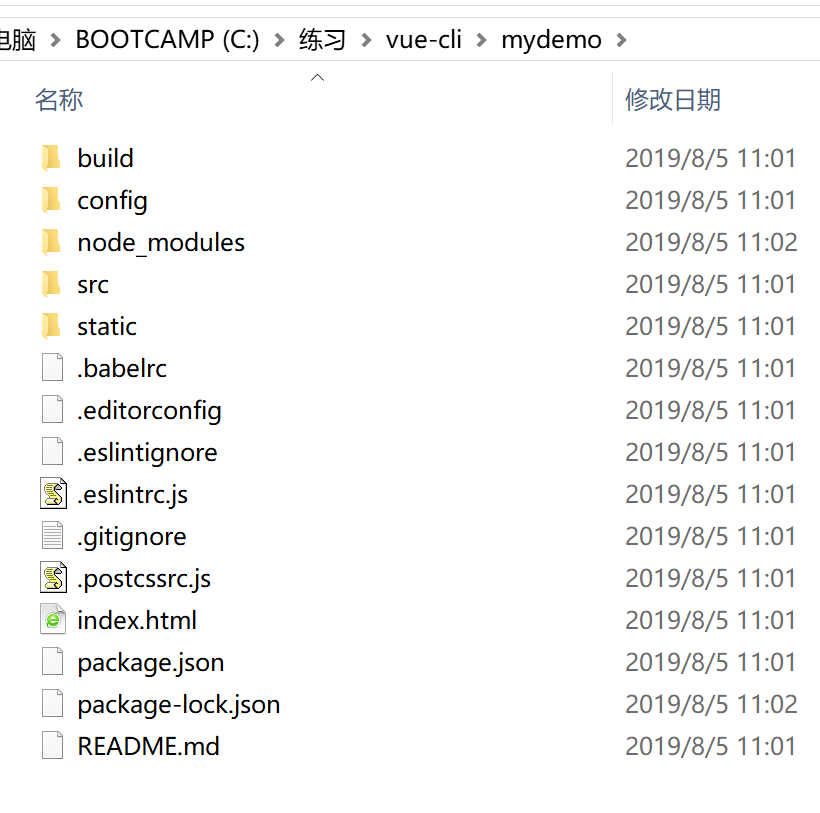 电脑 > BOOTCAMP (C:) > 练习 > vue-cli > mydemo >
名称 修改日期
build 2019/8/5 11:01
config 2019/8/5 11:01
node_modules 2019/8/5 11:02
src 2019/8/5 11:01
static 2019/8/5 11:01
.babelrc 2019/8/5 11:01
.editorconfig 2019/8/5 11:01
.eslintignore 2019/8/5 11:01
.eslintrc.js 2019/8/5 11:01
.gitignore 2019/8/5 11:01
.postcssrc.js 2019/8/5 11:01
index.html 2019/8/5 11:01
package.json 2019/8/5 11:01
package-lock.json 2019/8/5 11:02
README.md 2019/8/5 11:01